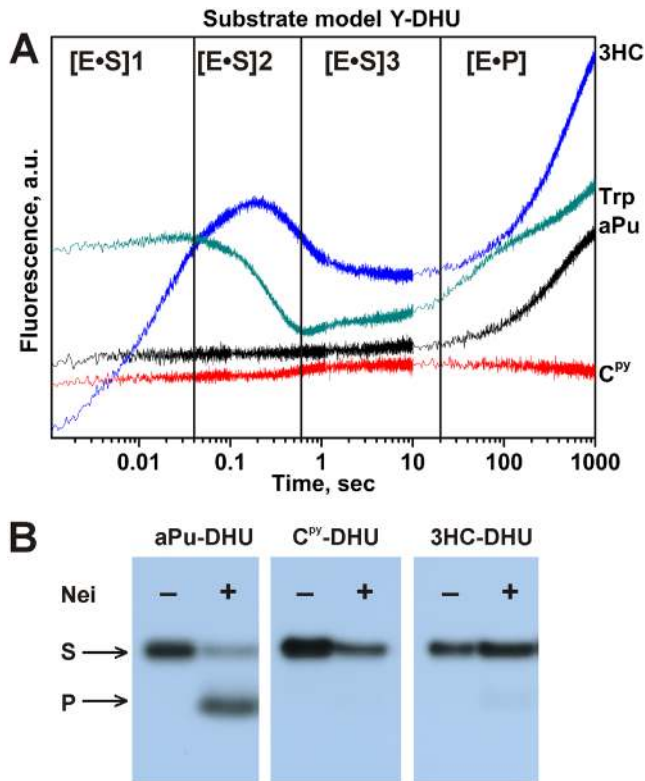 Substrate model Y-DHU
A
[E•S]1 [E•S]2 [E•S]3 [E•P]
3HC
Trp
aPu
C^py
Fluorescence, a.u.
0.01 0.1 1 10 100 1000
Time, sec
B
aPu-DHU C^py-DHU 3HC-DHU
Nei − + − + − +
S
P